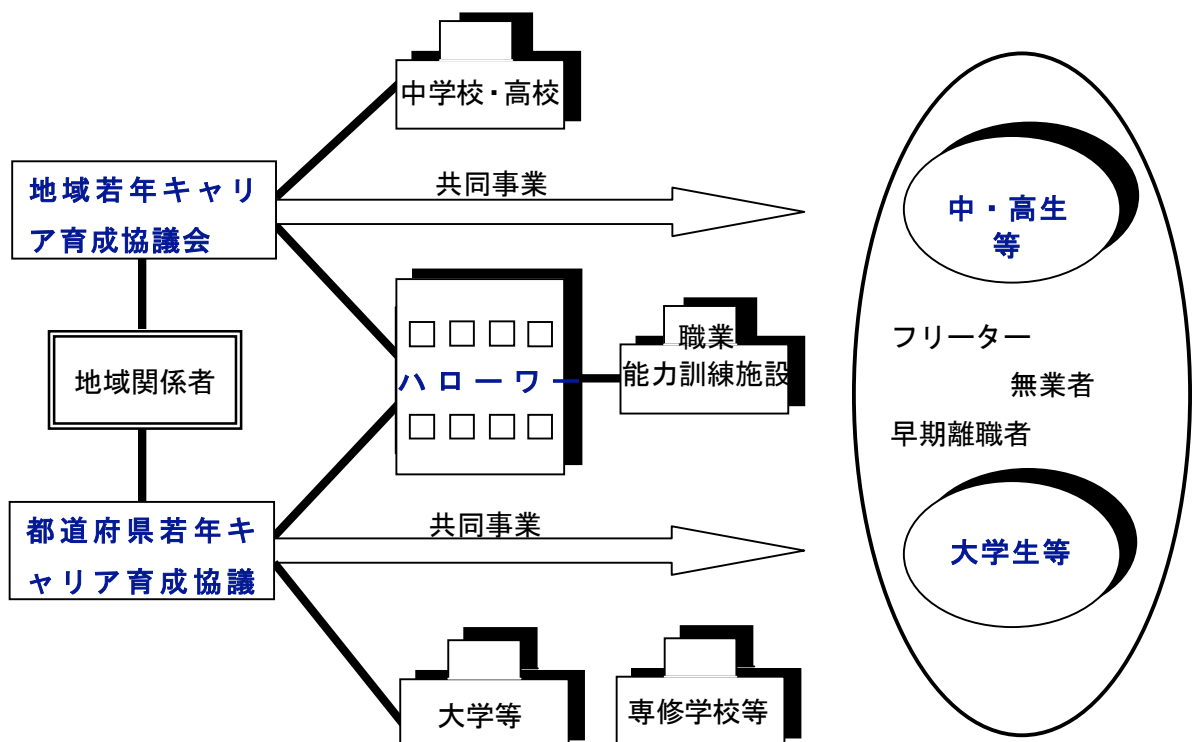 中学校・高校
地域若年キャリ
ア育成協議会
共同事業
中・高生
等
地域関係者
ハローワー
職業
能力訓練施設
フリーター
無業者
早期離職者
都道府県若年キ
ャリア育成協議
共同事業
大学生等
大学等
専修学校等